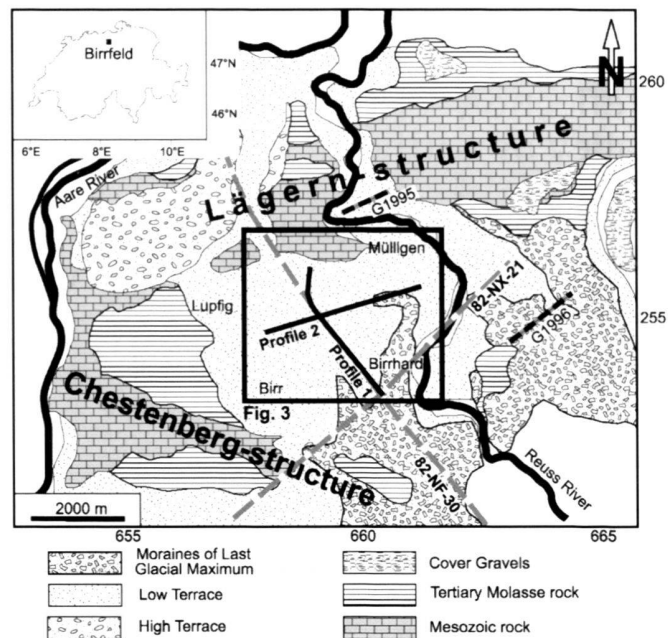 Birrfeld
47°N
46°N
6°E
8°E
10°E
N
260
Aare River
Lägern-structure
G1995
Mülligen
82-NX-21
Lupfig
255
Profile 2
G1996
Birrhard
Profile 1
Birr
Fig. 3
Chestenberg-structure
82-NF-30
Reuss River
2000 m
655
660
665
Moraines of Last
Glacial Maximum
Cover Gravels
Low Terrace
Tertiary Molasse rock
High Terrace
Mesozoic rock